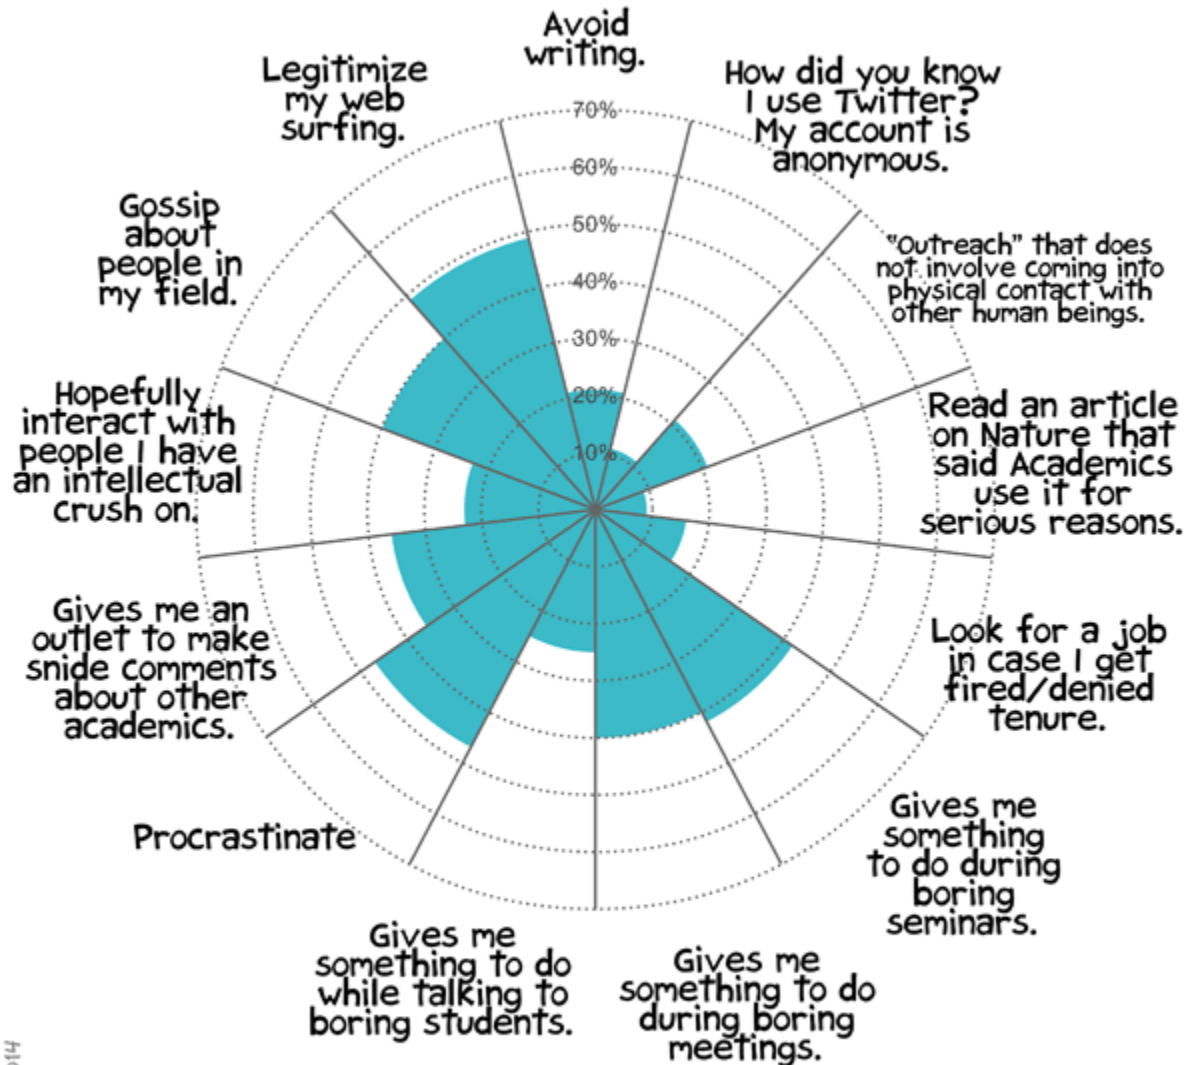 Avoid
writing.
How did you know
I use Twitter?
My account is
anonymous.
"Outreach" that does
not involve coming into
physical contact with
other human beings.
Read an article
on Nature that
said Academics
use it for
serious reasons.
Look for a job
in case I get
fired/denied
tenure.
Gives me
something
to do during
boring
seminars.
Gives me
something to do
during boring
meetings.
Gives me
something to do
while talking to
boring students.
Procrastinate
Gives me an
outlet to make
snide comments
about other
academics.
Hopefully
interact with
people I have
an intellectual
crush on.
Gossip
about
people in
my field.
Legitimize
my web
surfing.
70%
60%
50%
40%
30%
20%
10%